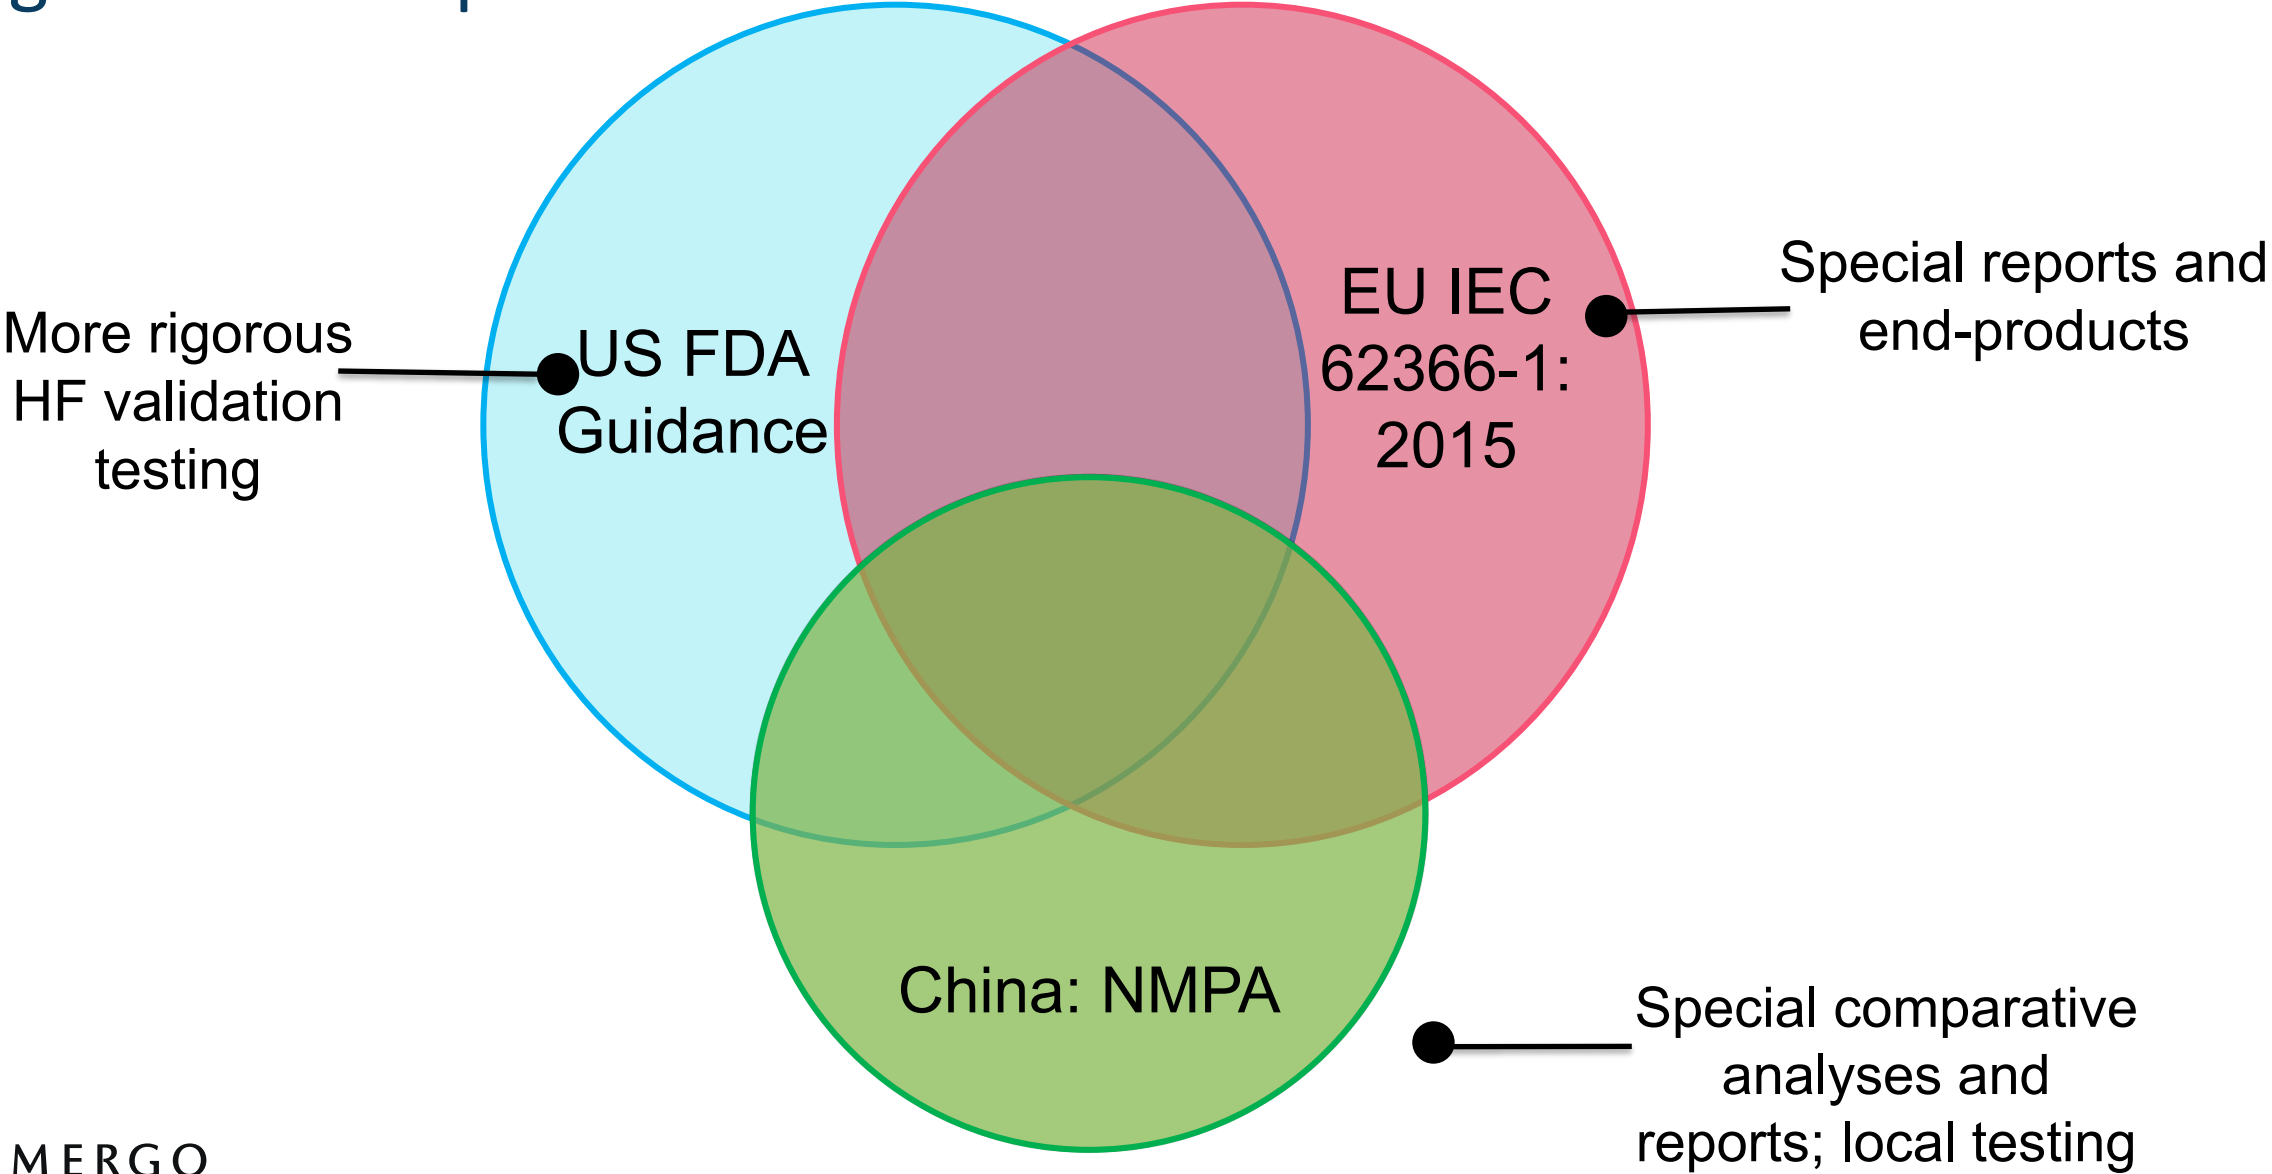 More rigorous
HF validation
testing
US FDA
Guidance
EU IEC
62366-1:
2015
Special reports and
end-products
China: NMPA
Special comparative
analyses and
reports; local testing
MERGO